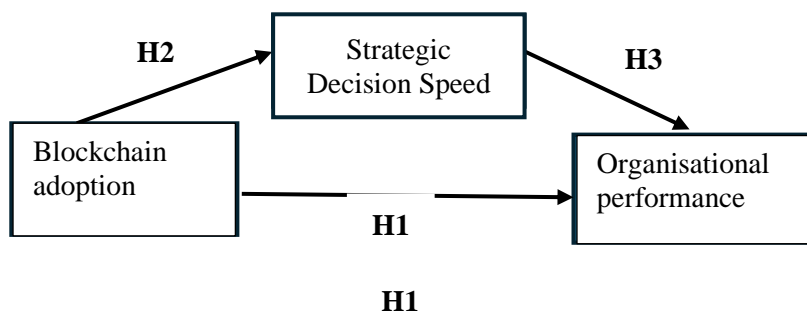 H2
Strategic
Decision Speed
H3
Blockchain
adoption
Organisational
performance
H1
H1